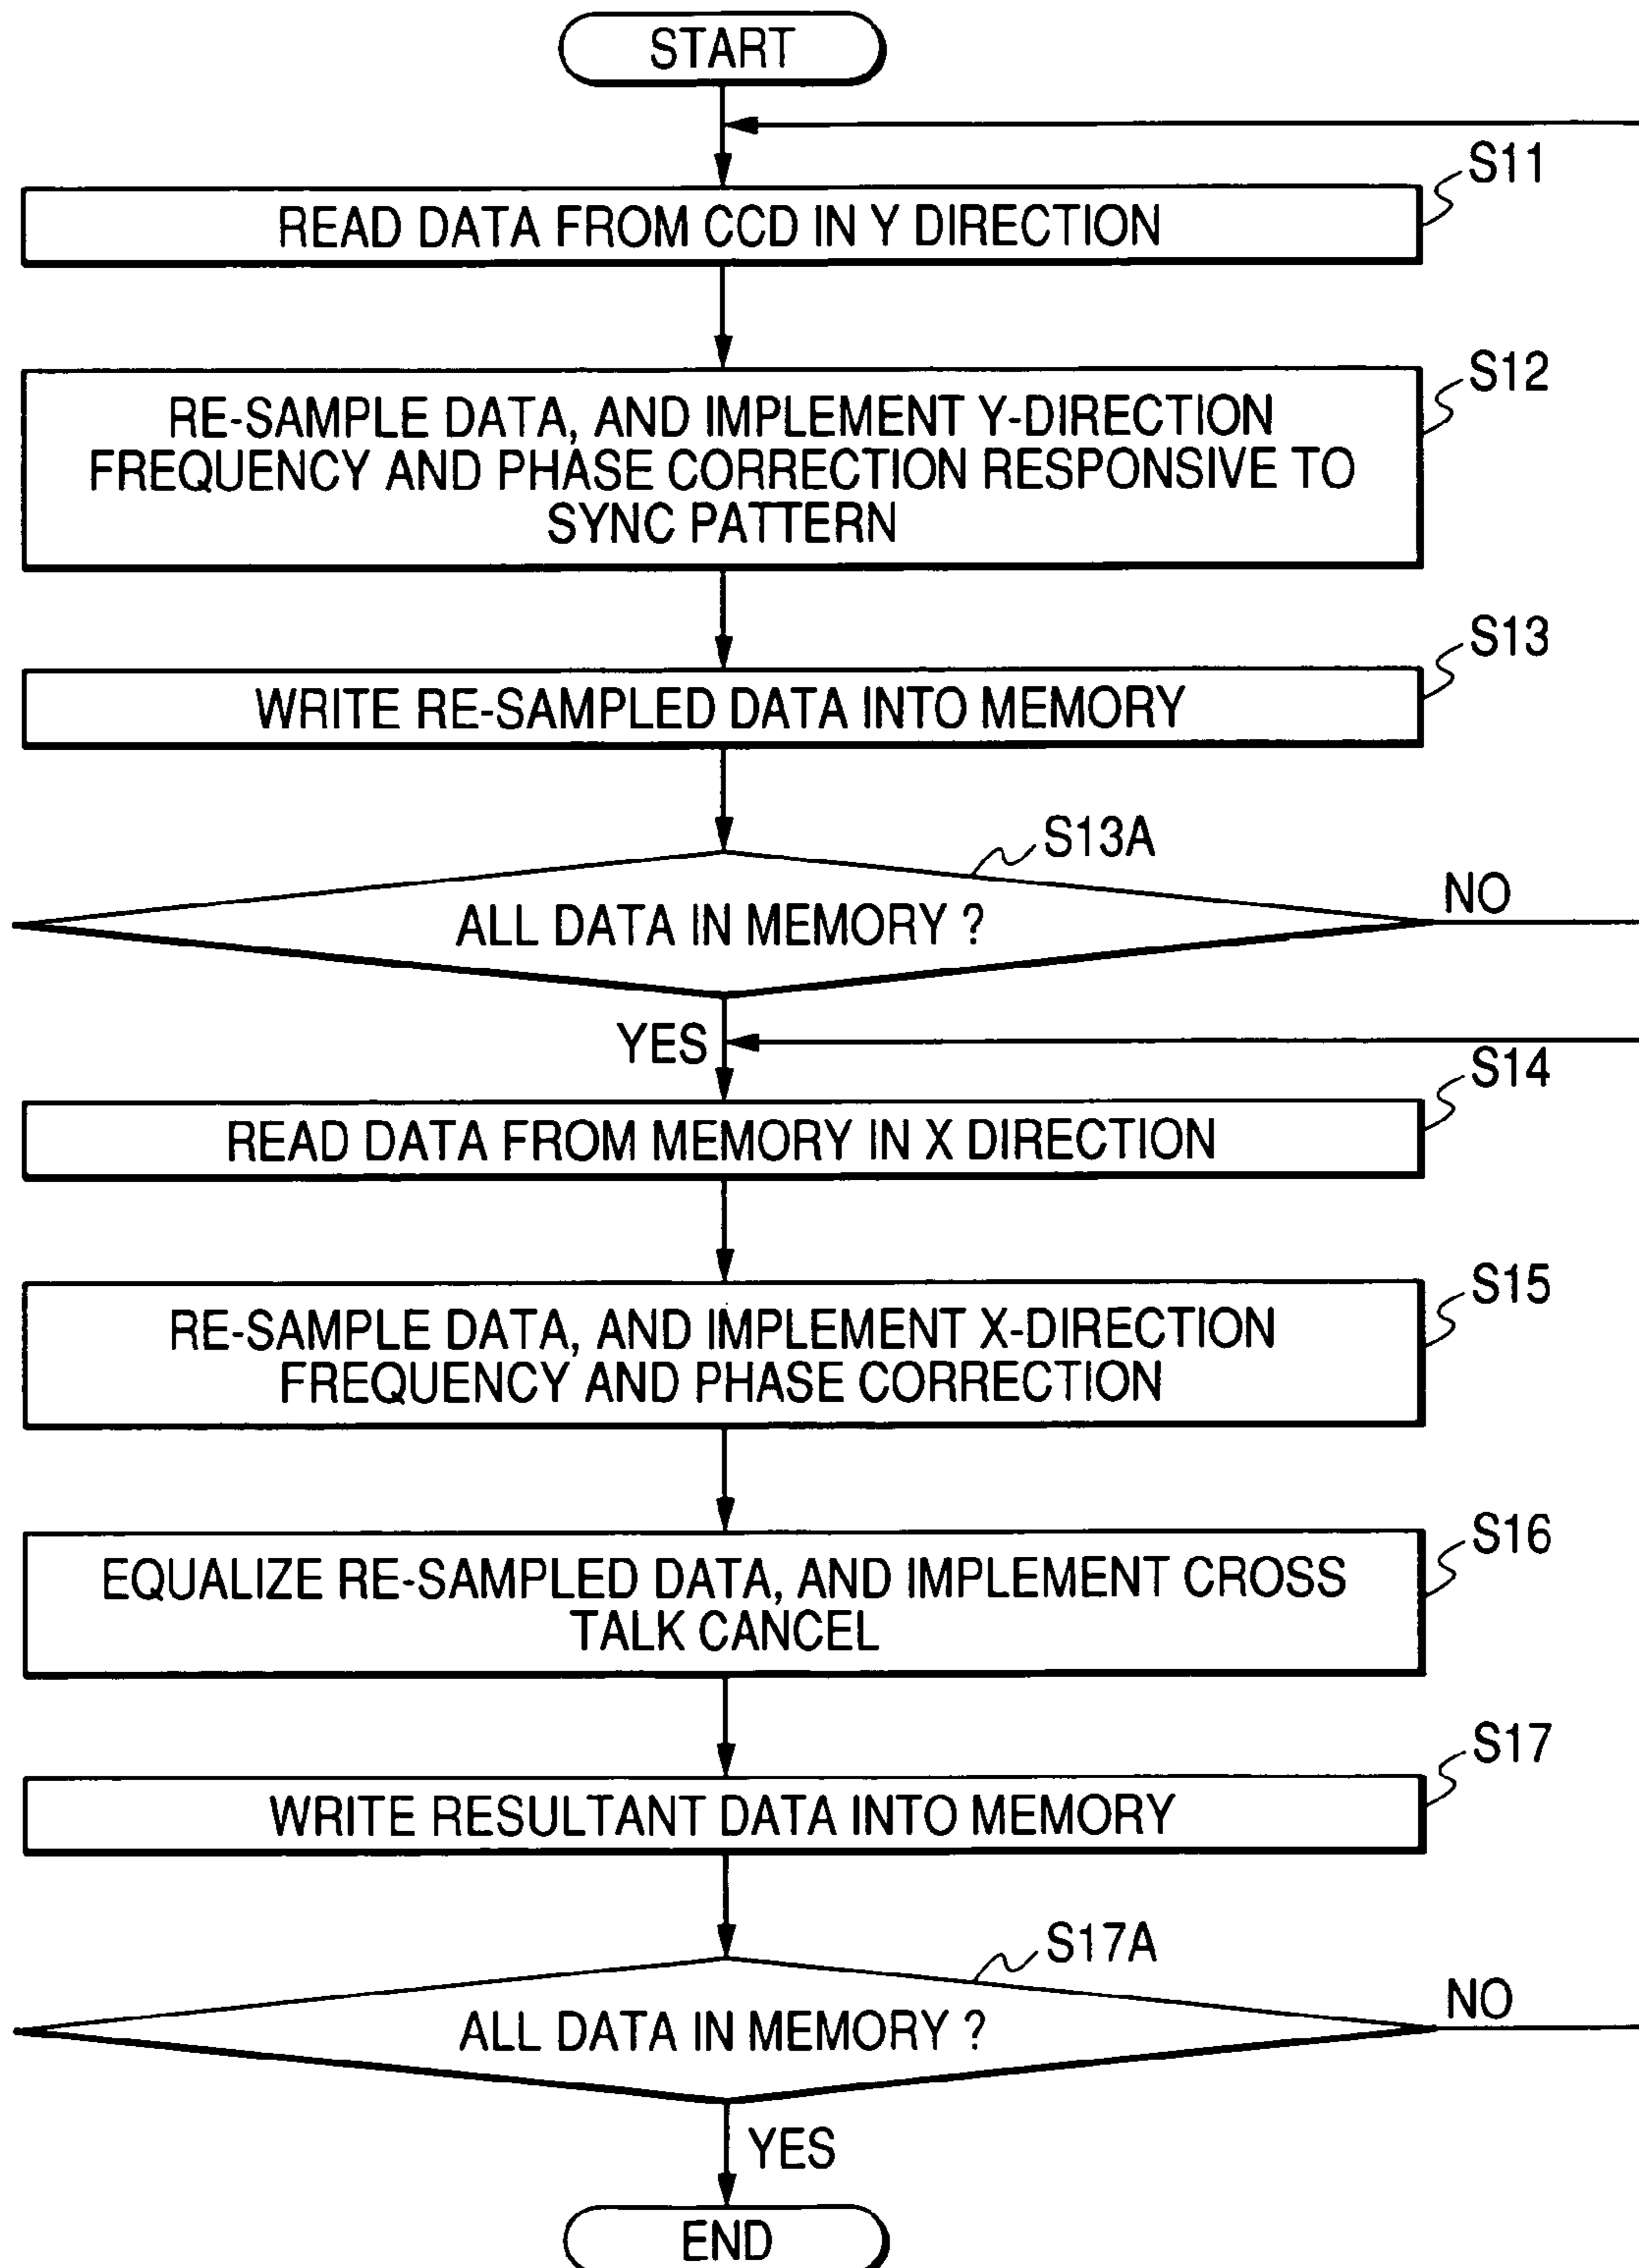 START
S11
READ DATA FROM CCD IN Y DIRECTION
S12
RE-SAMPLE DATA, AND IMPLEMENT Y-DIRECTION
FREQUENCY AND PHASE CORRECTION RESPONSIVE TO
SYNC PATTERN
S13
WRITE RE-SAMPLED DATA INTO MEMORY
S13A
ALL DATA IN MEMORY ?
NO
YES
S14
READ DATA FROM MEMORY IN X DIRECTION
S15
RE-SAMPLE DATA, AND IMPLEMENT X-DIRECTION
FREQUENCY AND PHASE CORRECTION
S16
EQUALIZE RE-SAMPLED DATA, AND IMPLEMENT CROSS
TALK CANCEL
S17
WRITE RESULTANT DATA INTO MEMORY
S17A
ALL DATA IN MEMORY ?
NO
YES
END